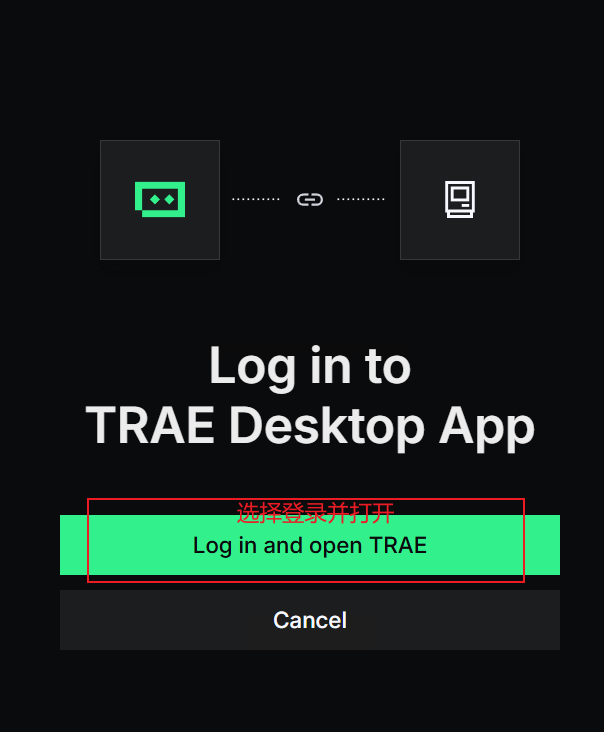 Log in to
TRAE Desktop App
选择登录并打开
Log in and open TRAE
Cancel